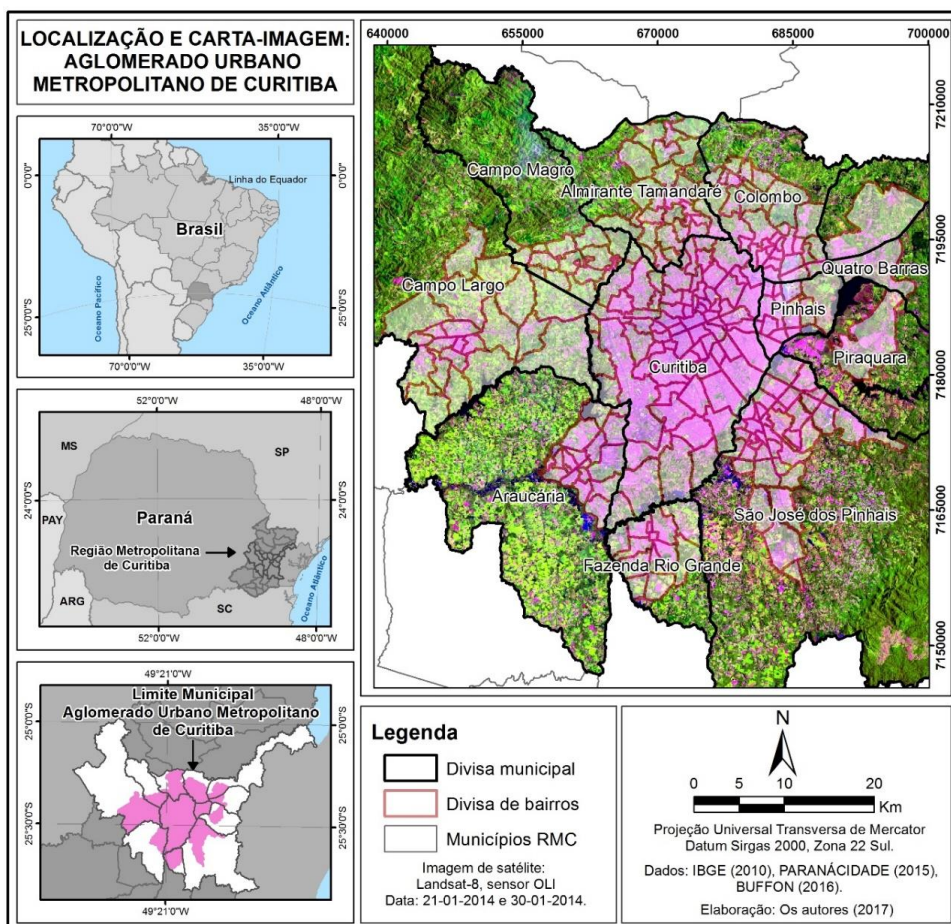 LOCALIZAÇÃO E CARTA-IMAGEM:
AGLOMERADO URBANO
METROPOLITANO DE CURITIBA
70°0'0"W
35°0'0"W
0°0'0"
0°0'0"
Linha do Equador
Brasil
Oceano Pacífico
Oceano Atlântico
25°0'0"S
25°0'0"S
70°0'0"W
35°0'0"W
52°0'0"W
48°0'0"W
MS
SP
24°0'0"S
24°0'0"S
PAY
Paraná
Região Metropolitana
de Curitiba
ARG
SC
Oceano Atlântico
52°0'0"W
48°0'0"W
49°21'0"W
Limite Municipal
Aglomerado Urbano Metropolitano
de Curitiba
25°0'0"S
25°0'0"S
25°30'0"S
25°30'0"S
49°21'0"W
640000
655000
670000
685000
700000
7210000
7195000
7180000
7165000
7150000
Campo Magro
Almirante Tamandaré
Colombo
Campo Largo
Quatro Barras
Pinhais
Curitiba
Piraquara
Araucária
São José dos Pinhais
Fazenda Rio Grande
Legenda
Divisa municipal
Divisa de bairros
Municípios RMC
Imagem de satélite:
Landsat-8, sensor OLI
Data: 21-01-2014 e 30-01-2014.
N
0 5 10 20
Km
Projeção Universal Transversa de Mercator
Datum Sirgas 2000, Zona 22 Sul.
Dados: IBGE (2010), PARANÁCIDADE (2015),
BUFFON (2016).
Elaboração: Os autores (2017)